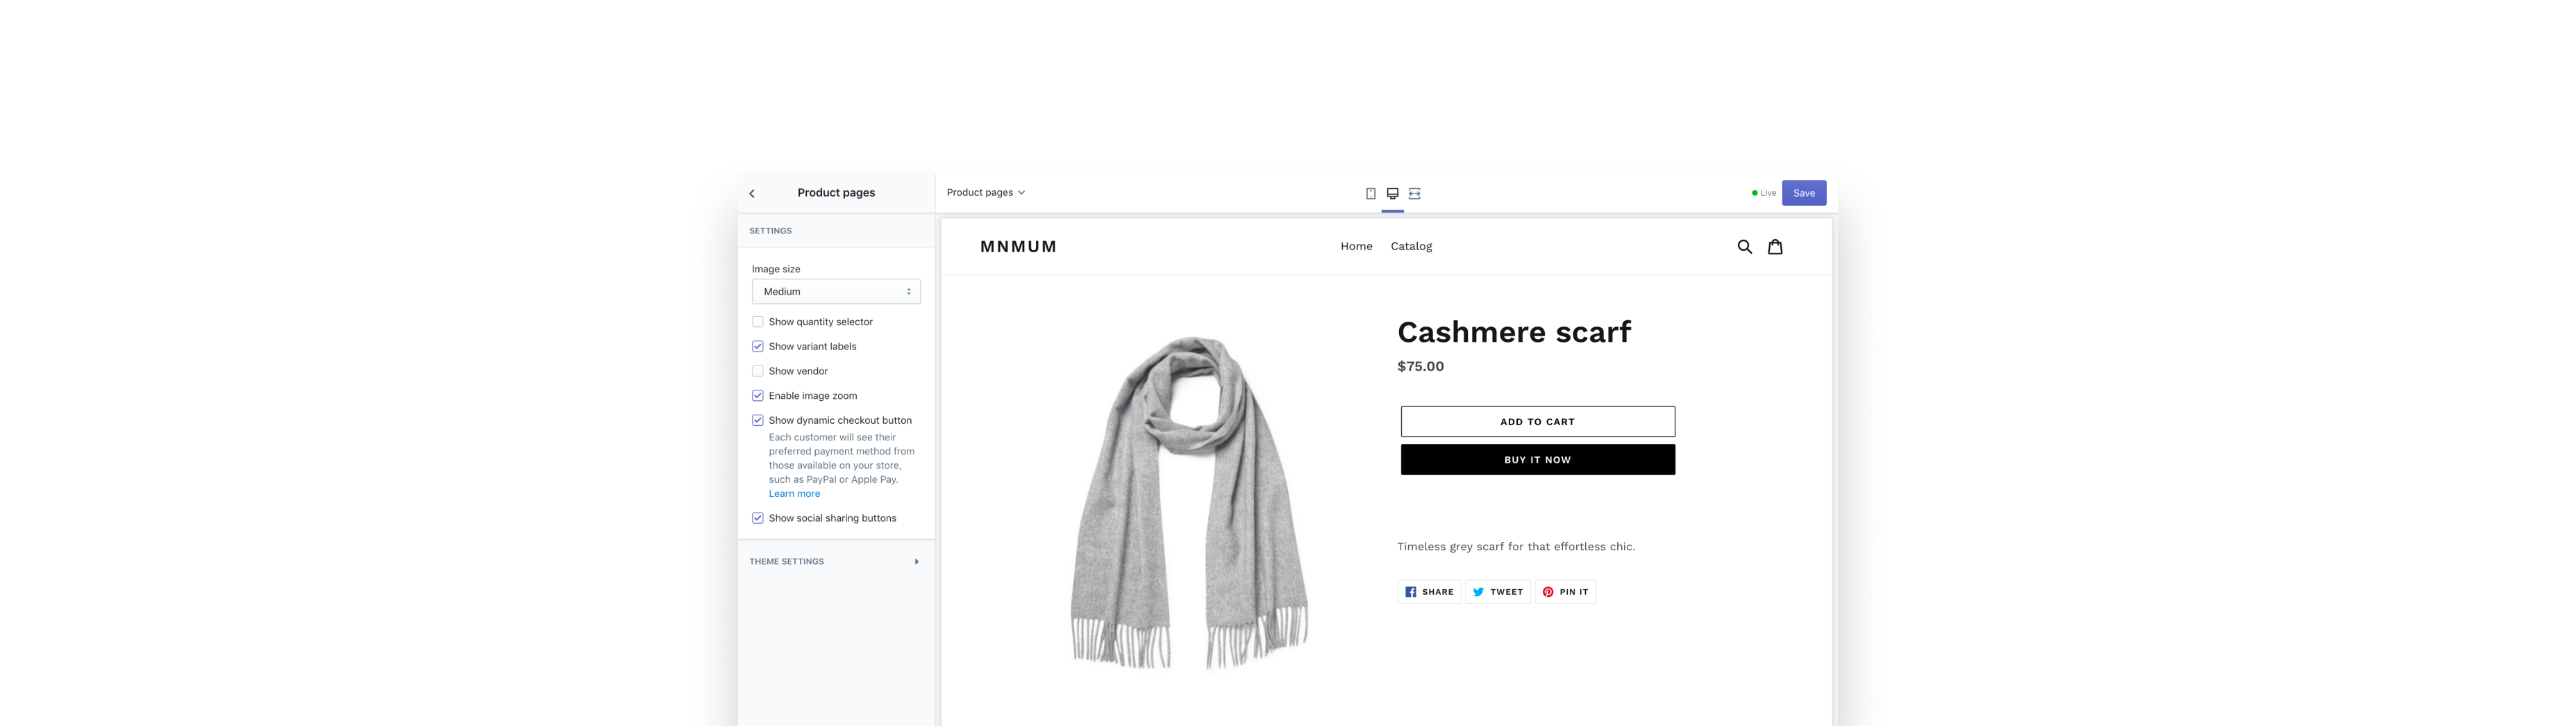 Product pages
SETTINGS
Image size
Medium
Show quantity selector
Show variant labels
Show vendor
Enable image zoom
Show dynamic checkout button
Each customer will see their
preferred payment method from
those available on your store,
such as PayPal or Apple Pay.
Learn more
Show social sharing buttons
THEME SETTINGS
Product pages
Live
Save
MNMUM
Home
Catalog
Cashmere scarf
$75.00
ADD TO CART
BUY IT NOW
Timeless grey scarf for that effortless chic.
SHARE
TWEET
PIN IT